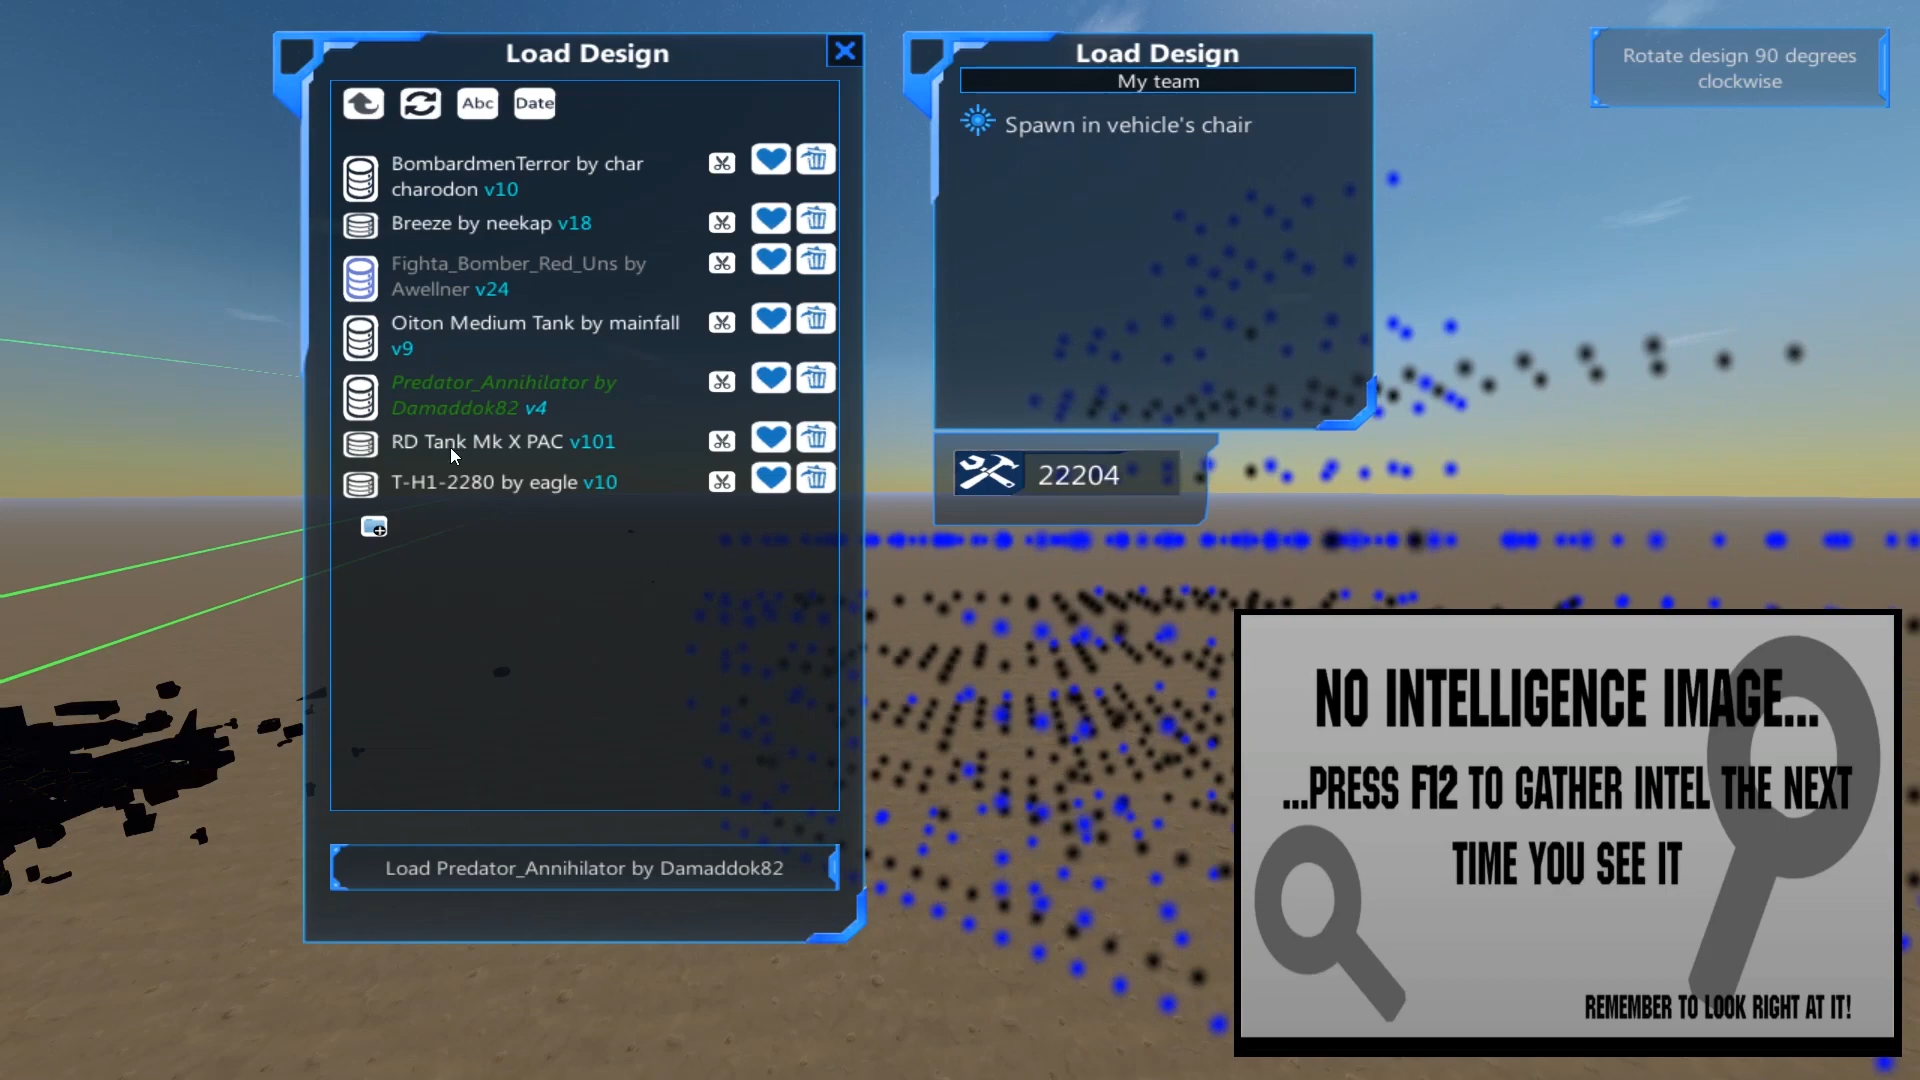 Load Design
Abc
Date
BombardmenTerror by char
charodon v10
Breeze by neekap v18
Fighta_Bomber_Red_Uns by
Awellner v24
Oiton Medium Tank by mainfall
v9
Predator_Annihilator by
Damaddok82 v4
RD Tank Mk X PAC v101
T-H1-2280 by eagle v10
Load Predator_Annihilator by Damaddok82
Load Design
My team
Spawn in vehicle's chair
22204
Rotate design 90 degrees
clockwise
NO INTELLIGENCE IMAGE...
...PRESS F12 TO GATHER INTEL THE NEXT
TIME YOU SEE IT
REMEMBER TO LOOK RIGHT AT IT!